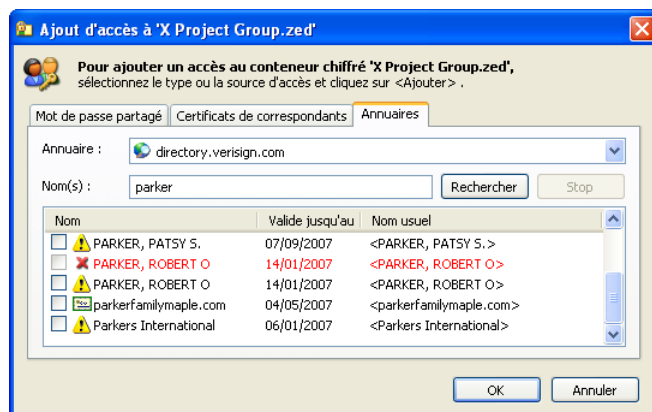 Ajout d'accès à 'X Project Group.zed'
Pour ajouter un accès au conteneur chiffré 'X Project Group.zed',
sélectionnez le type ou la source d'accès et cliquez sur <Ajouter> .
Mot de passe partagé Certificats de correspondants Annuaires
Annuaire : directory.verisign.com
Nom(s) : parker Rechercher Stop
Nom Valide jusqu'au Nom usuel
PARKER, PATSY S. 07/09/2007 <PARKER, PATSY S.>
PARKER, ROBERT O 14/01/2007 <PARKER, ROBERT O>
PARKER, ROBERT O 14/01/2007 <PARKER, ROBERT O>
parkerfamilymaple.com 04/05/2007 <parkerfamilymaple.com>
Parkers International 06/01/2007 <Parkers International>
OK Annuler